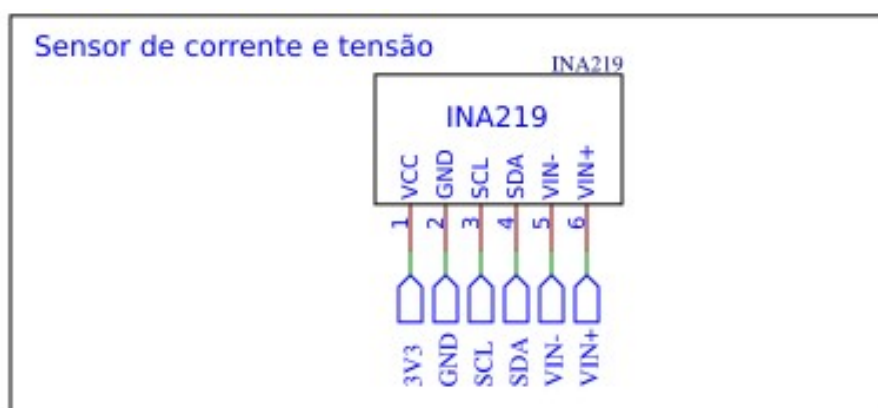 Sensor de corrente e tensão
INA219
INA219
VCC GND SCL SDA VIN- VIN+
1 2 3 4 5 6
3V3 GND SCL SDA VIN- VIN+